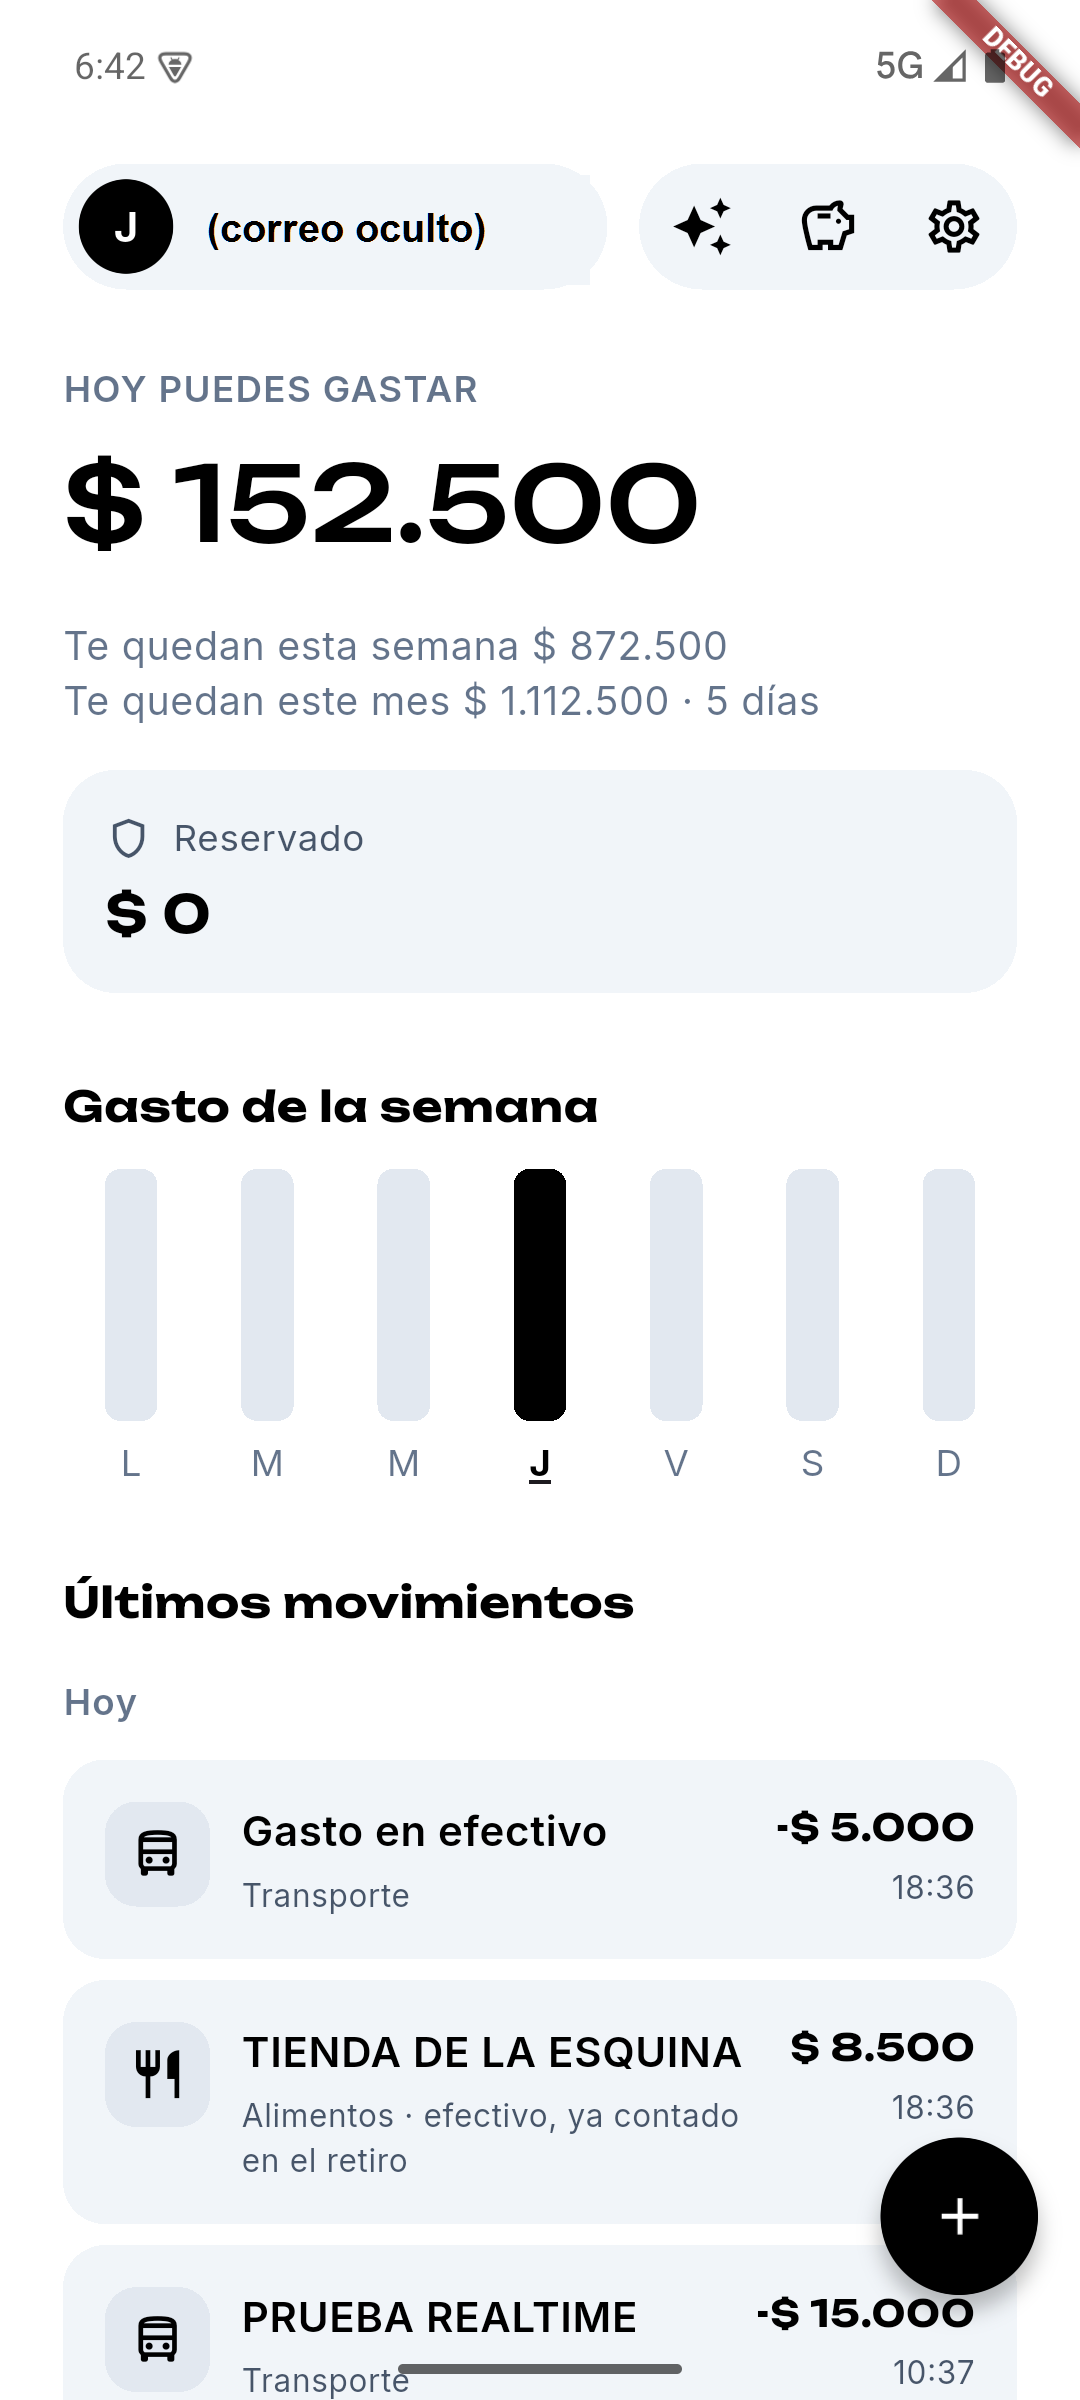 6:42
5G
DEBUG
J
(correo oculto)
HOY PUEDES GASTAR
$ 152.500
Te quedan esta semana $ 872.500
Te quedan este mes $ 1.112.500 · 5 días
Reservado
$ 0
Gasto de la semana
L M M J V S D
Últimos movimientos
Hoy
Gasto en efectivo -$ 5.000
Transporte 18:36
TIENDA DE LA ESQUINA $ 8.500
Alimentos · efectivo, ya contado 18:36
en el retiro
+
PRUEBA REALTIME -$ 15.000
Transporte 10:37